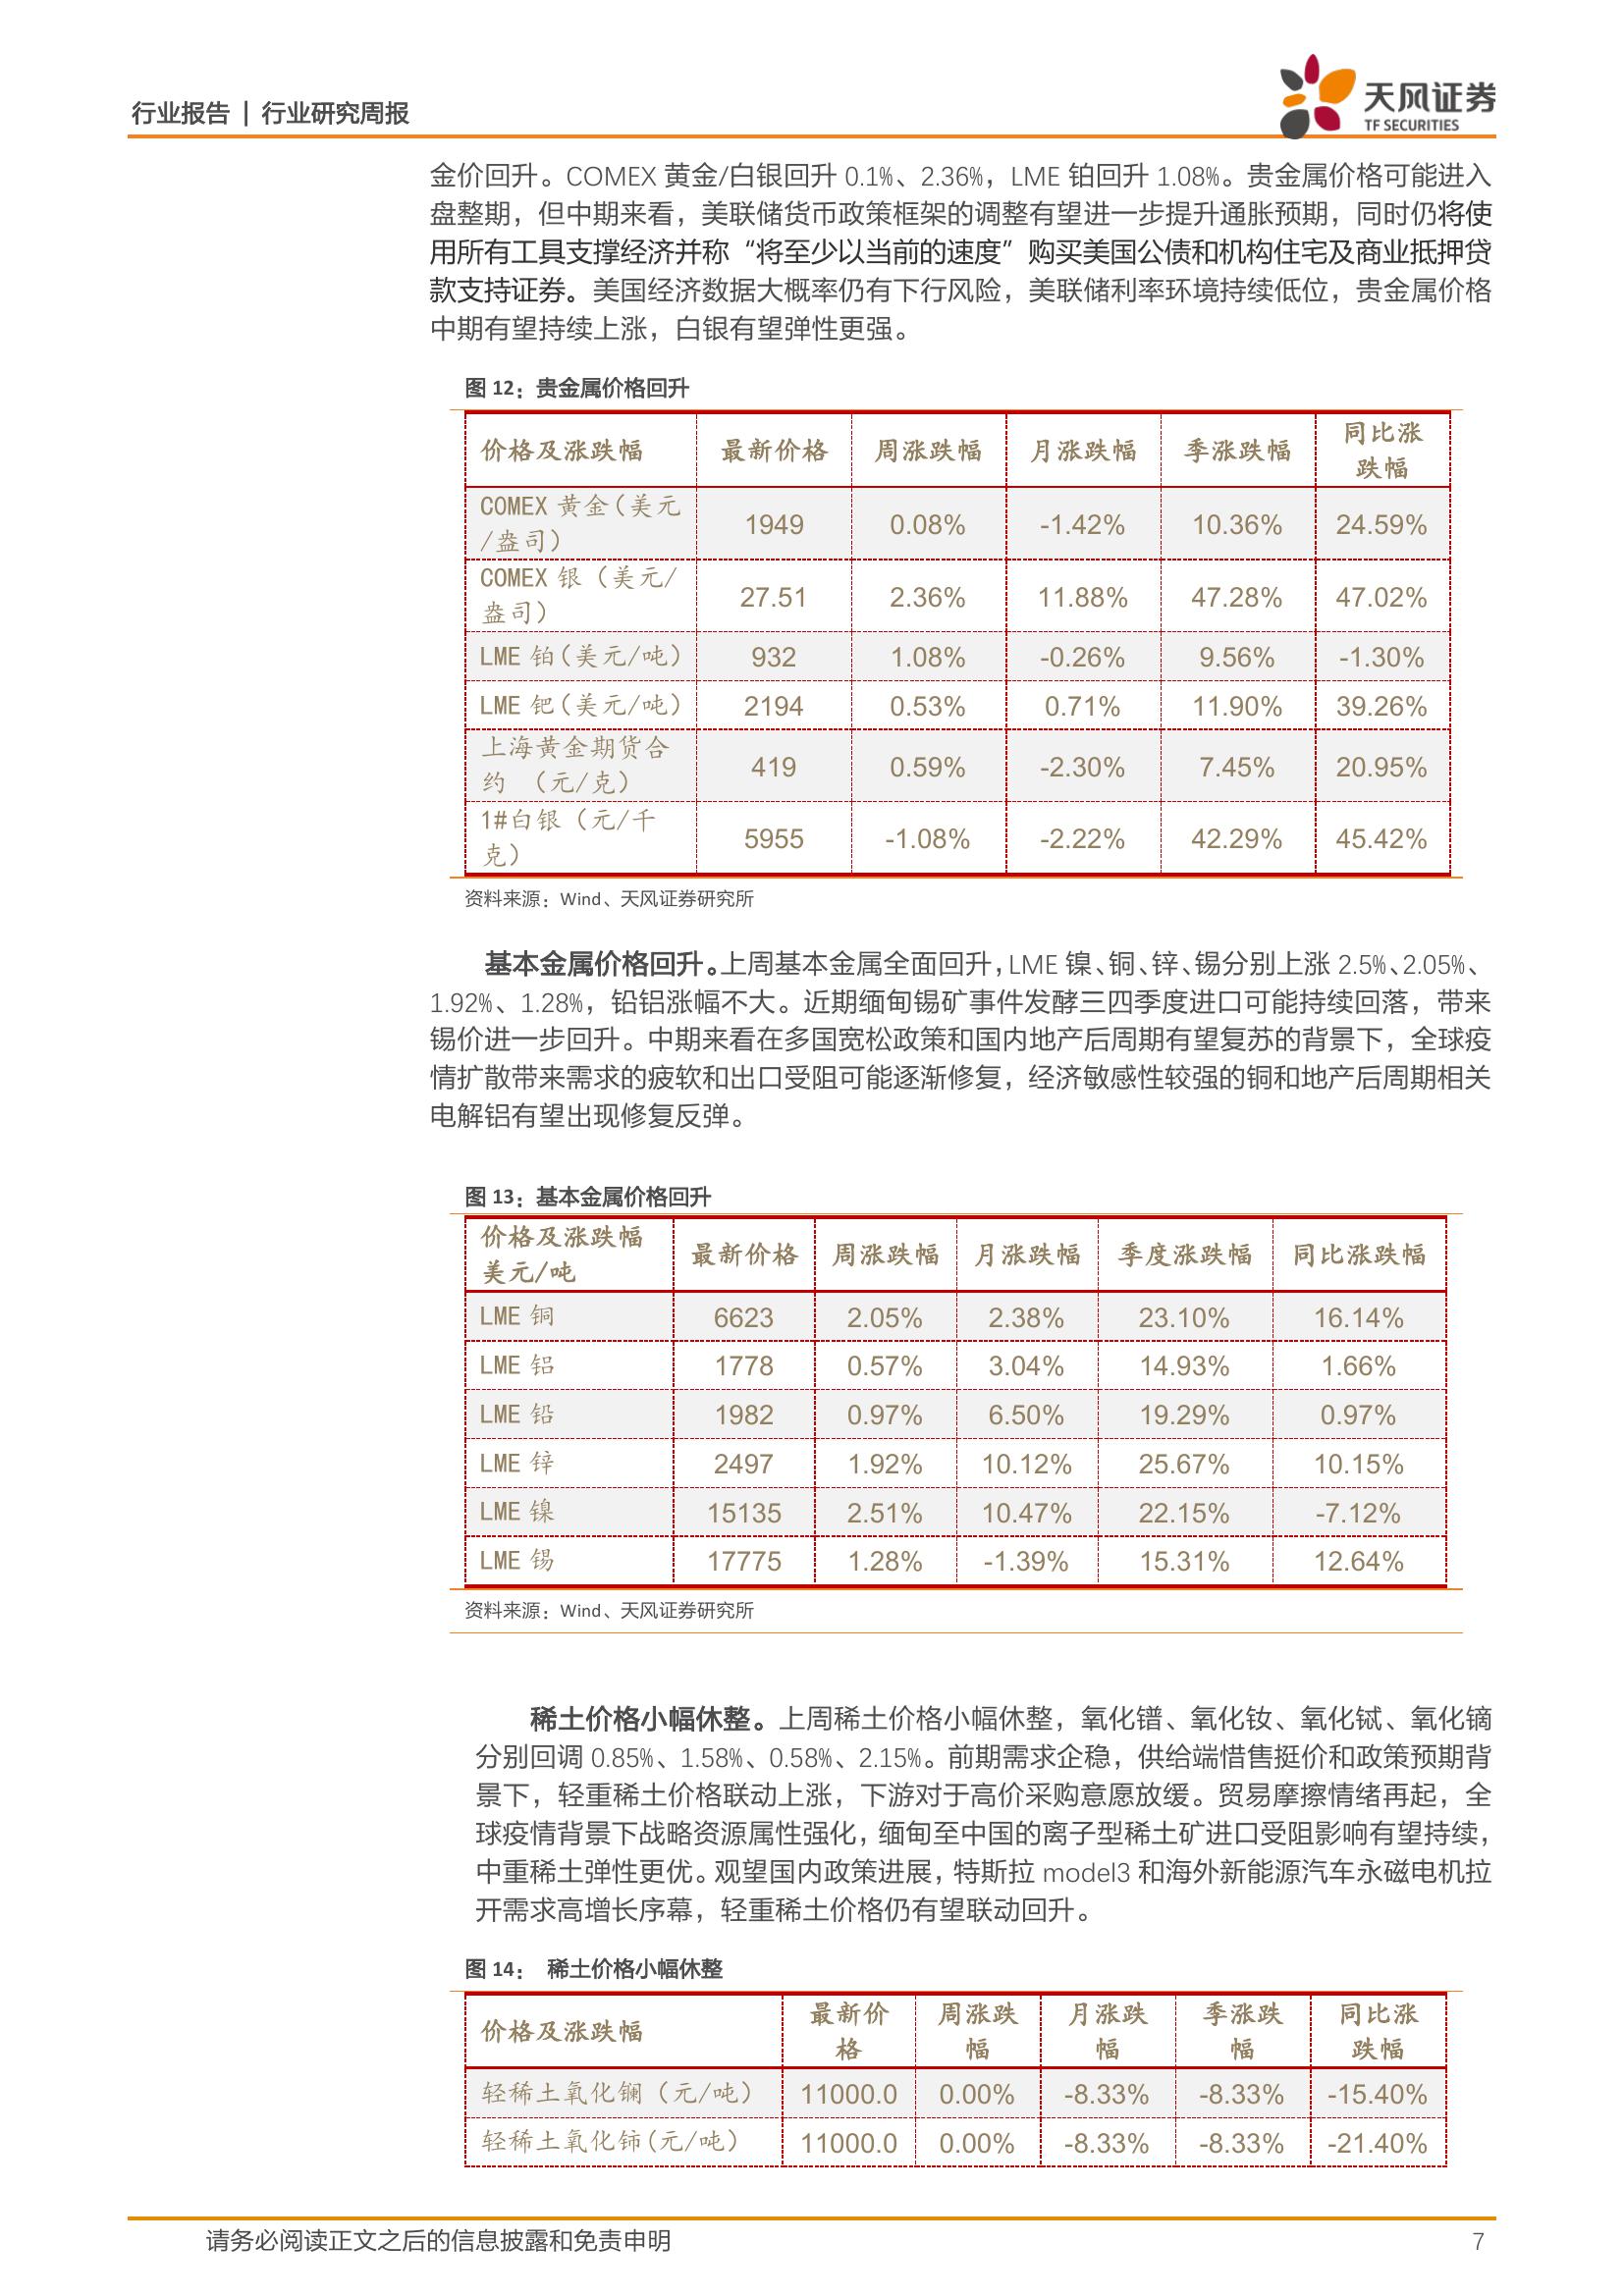 行业报告 | 行业研究周报
天风证券
TF SECURITIES
金价回升。COMEX 黄金/白银回升 0.1%、2.36%，LME 铂回升 1.08%。贵金属价格可能进入
盘整期，但中期来看，美联储货币政策框架的调整有望进一步提升通胀预期，同时仍将使
用所有工具支撑经济并称“将至少以当前的速度”购买美国公债和机构住宅及商业抵押贷
款支持证券。美国经济数据大概率仍有下行风险，美联储利率环境持续低位，贵金属价格
中期有望持续上涨，白银有望弹性更强。
图 12：贵金属价格回升
价格及涨跌幅 最新价格 周涨跌幅 月涨跌幅 季涨跌幅 同比涨
跌幅
COMEX 黄金(美元
/盎司) 1949 0.08% -1.42% 10.36% 24.59%
COMEX 银（美元/
盎司) 27.51 2.36% 11.88% 47.28% 47.02%
LME 铂(美元/吨) 932 1.08% -0.26% 9.56% -1.30%
LME 钯(美元/吨) 2194 0.53% 0.71% 11.90% 39.26%
上海黄金期货合
约 （元/克） 419 0.59% -2.30% 7.45% 20.95%
1#白银（元/千
克） 5955 -1.08% -2.22% 42.29% 45.42%
资料来源：Wind、天风证券研究所
基本金属价格回升。上周基本金属全面回升，LME 镍、铜、锌、锡分别上涨 2.5%、2.05%、
1.92%、1.28%，铅铝涨幅不大。近期缅甸锡矿事件发酵三四季度进口可能持续回落，带来
锡价进一步回升。中期来看在多国宽松政策和国内地产后周期有望复苏的背景下，全球疫
情扩散带来需求的疲软和出口受阻可能逐渐修复，经济敏感性较强的铜和地产后周期相关
电解铝有望出现修复反弹。
图 13：基本金属价格回升
价格及涨跌幅
美元/吨 最新价格 周涨跌幅 月涨跌幅 季度涨跌幅 同比涨跌幅
LME 铜 6623 2.05% 2.38% 23.10% 16.14%
LME 铝 1778 0.57% 3.04% 14.93% 1.66%
LME 铅 1982 0.97% 6.50% 19.29% 0.97%
LME 锌 2497 1.92% 10.12% 25.67% 10.15%
LME 镍 15135 2.51% 10.47% 22.15% -7.12%
LME 锡 17775 1.28% -1.39% 15.31% 12.64%
资料来源：Wind、天风证券研究所
稀土价格小幅休整。上周稀土价格小幅休整，氧化镨、氧化钕、氧化铽、氧化镝
分别回调 0.85%、1.58%、0.58%、2.15%。前期需求企稳，供给端惜售挺价和政策预期背
景下，轻重稀土价格联动上涨，下游对于高价采购意愿放缓。贸易摩擦情绪再起，全
球疫情背景下战略资源属性强化，缅甸至中国的离子型稀土矿进口受阻影响有望持续，
中重稀土弹性更优。观望国内政策进展，特斯拉 model3 和海外新能源汽车永磁电机拉
开需求高增长序幕，轻重稀土价格仍有望联动回升。
图 14： 稀土价格小幅休整
价格及涨跌幅 最新价
格 周涨跌
幅 月涨跌
幅 季涨跌
幅 同比涨
跌幅
轻稀土氧化镧（元/吨） 11000.0 0.00% -8.33% -8.33% -15.40%
轻稀土氧化铈(元/吨） 11000.0 0.00% -8.33% -8.33% -21.40%
请务必阅读正文之后的信息披露和免责申明 7